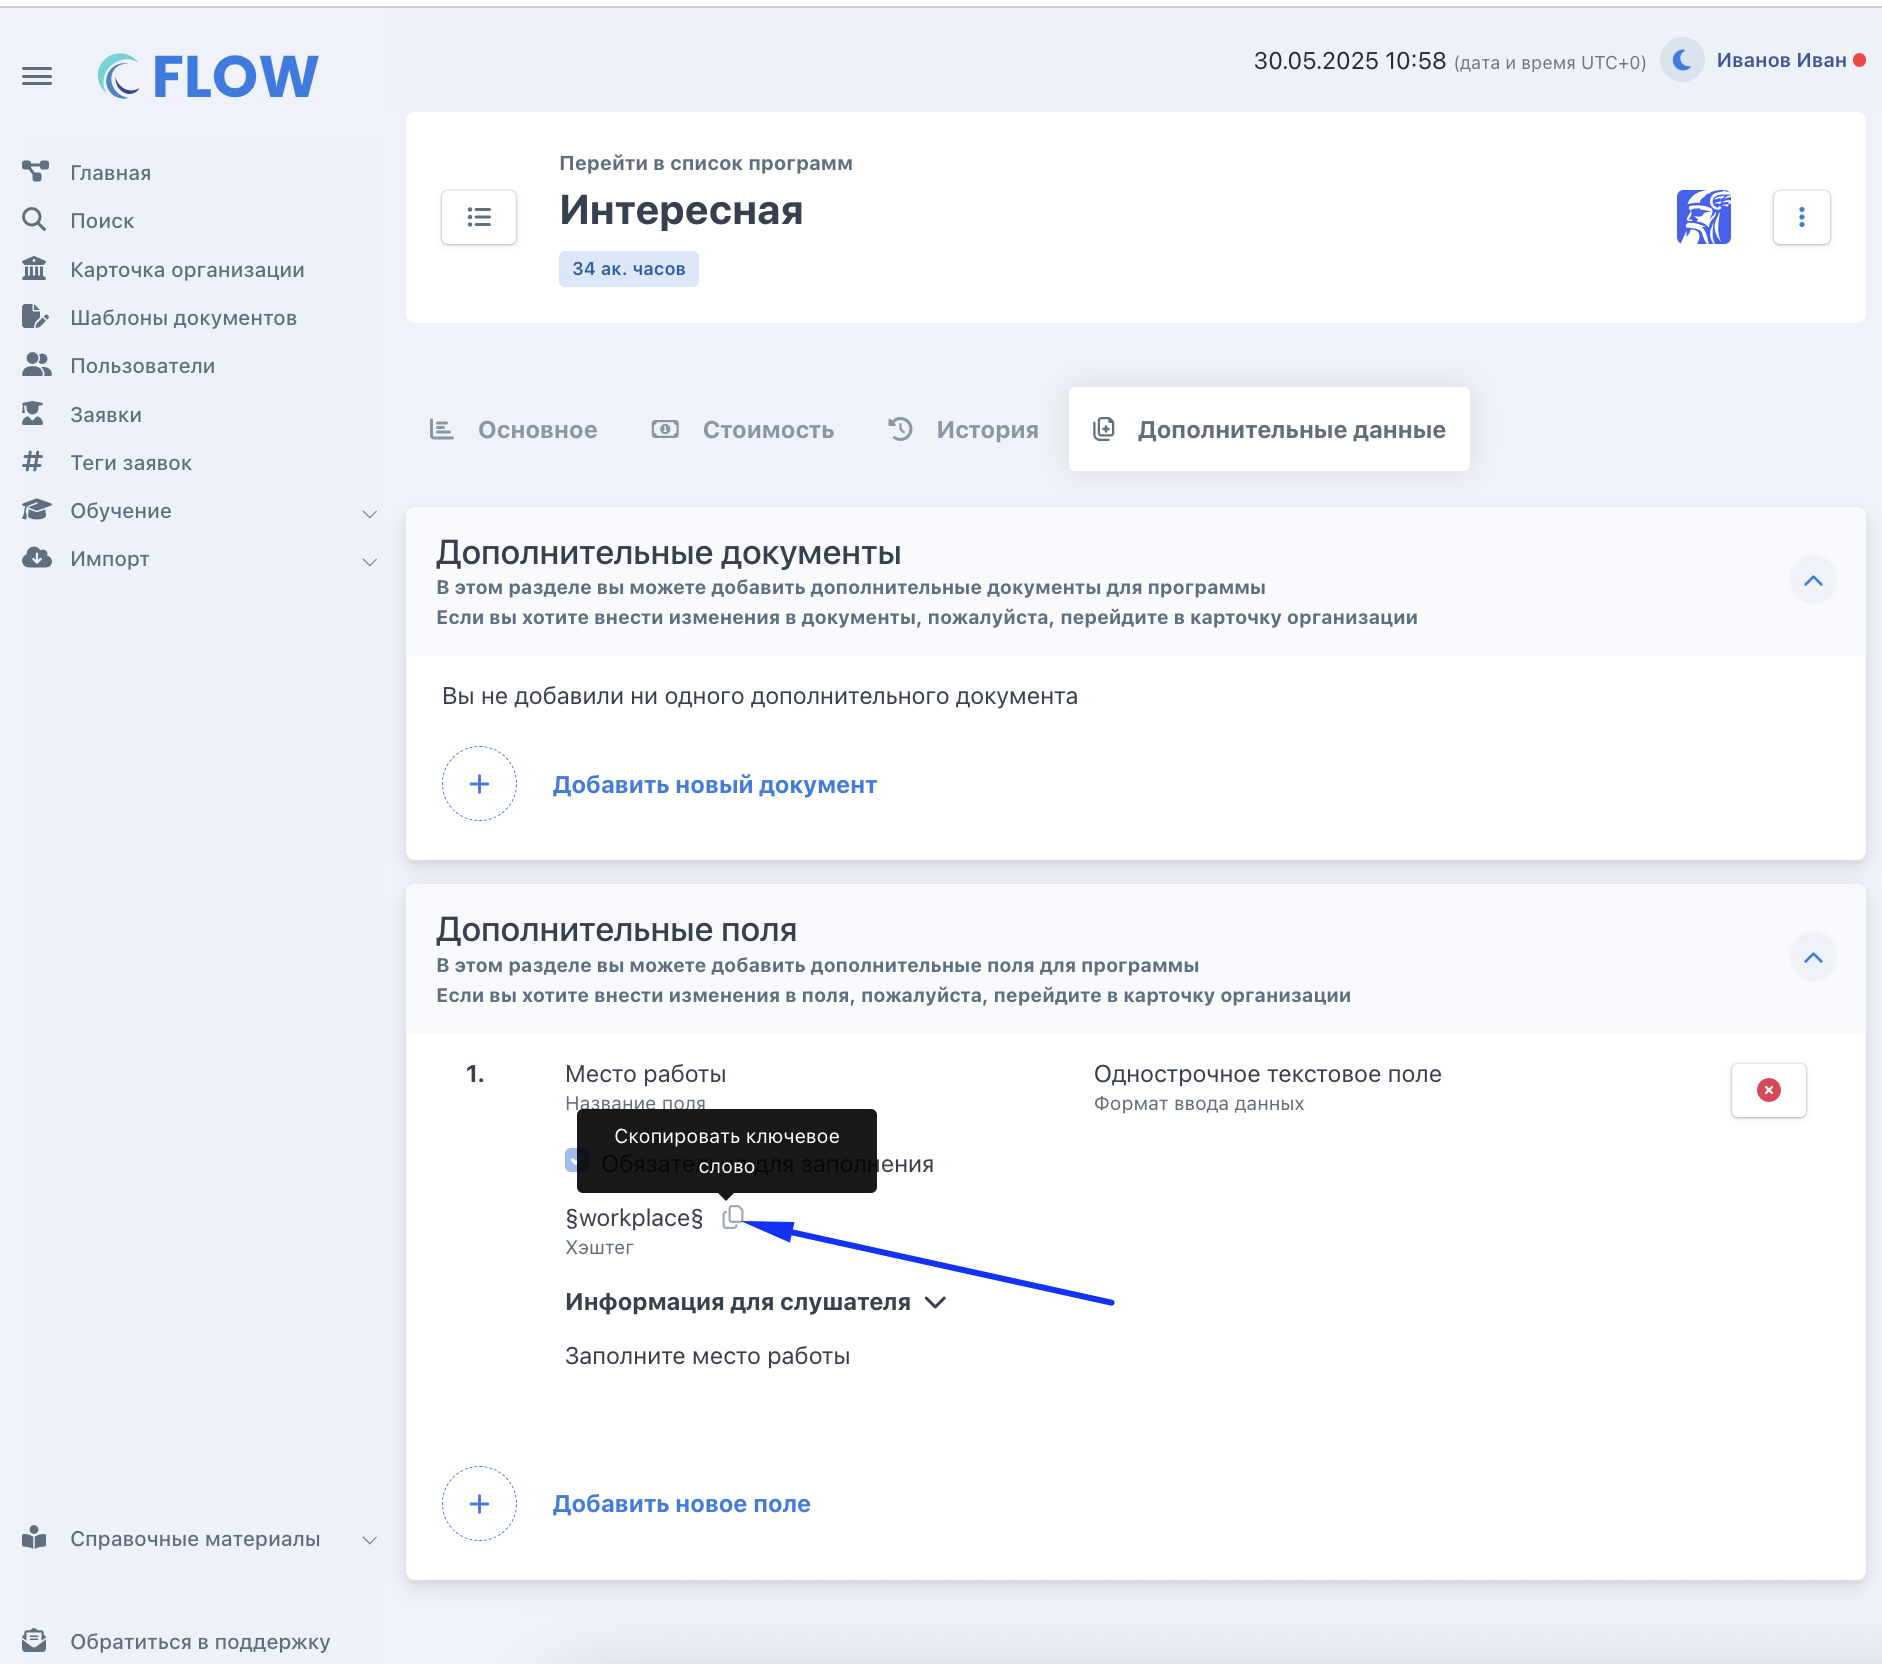 FLOW
30.05.2025 10:58 (дата и время UTC+0)
Иванов Иван
Главная
Поиск
Карточка организации
Шаблоны документов
Пользователи
Заявки
Теги заявок
Обучение
Импорт
Справочные материалы
Обратиться в поддержку
Перейти в список программ
Интересная
34 ак. часов
Основное
Стоимость
История
Дополнительные данные
Дополнительные документы
В этом разделе вы можете добавить дополнительные документы для программы
Если вы хотите внести изменения в документы, пожалуйста, перейдите в карточку организации
Вы не добавили ни одного дополнительного документа
Добавить новый документ
Дополнительные поля
В этом разделе вы можете добавить дополнительные поля для программы
Если вы хотите внести изменения в поля, пожалуйста, перейдите в карточку организации
1.
Место работы
Название поля
Однострочное текстовое поле
Формат ввода данных
Скопировать ключевое
слово
Обязательно для заполнения
§workplace§
Хэштег
Информация для слушателя
Заполните место работы
Добавить новое поле